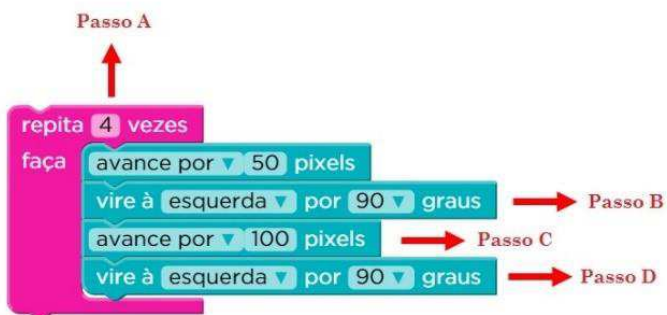 Passo A
repita 4 vezes
faça
avance por 50 pixels
vire à esquerda por 90 graus
Passo B
avance por 100 pixels
Passo C
vire à esquerda por 90 graus
Passo D